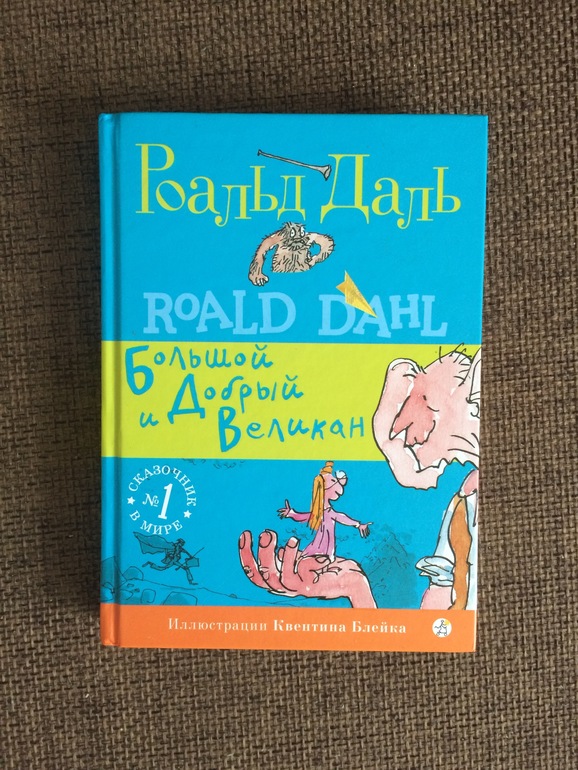 Роальд Даль
ROALD DAHL
Большой
и Добрый
Великан
СКАЗОЧНИК
№1
В МИРЕ
Иллюстрации Квентина Блейка